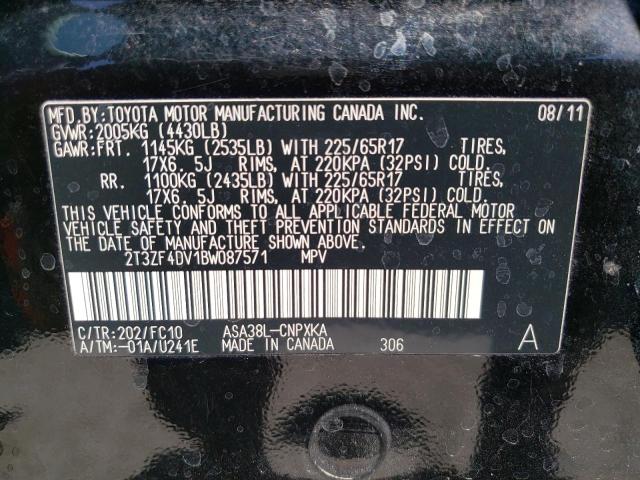 MFD.BY:TOYOTA MOTOR MANUFACTURING CANADA INC. 08/11
GVWR:2005KG (4430LB)
GAWR:FRT. 1145KG (2535LB) WITH 225/65R17 TIRES,
17X6.5J RIMS, AT 220KPA (32PSI) COLD.
RR. 1100KG (2435LB) WITH 225/65R17 TIRES,
17X6.5J RIMS, AT 220KPA (32PSI) COLD.
THIS VEHICLE CONFORMS TO ALL APPLICABLE FEDERAL MOTOR
VEHICLE SAFETY AND THEFT PREVENTION STANDARDS IN EFFECT ON
THE DATE OF MANUFACTURE SHOWN ABOVE.
2T3ZF4DV1BW087571 MPV
C/TR:202/FC10 ASA38L-CNPXKA
A/TM:-01A/U241E MADE IN CANADA 306 A